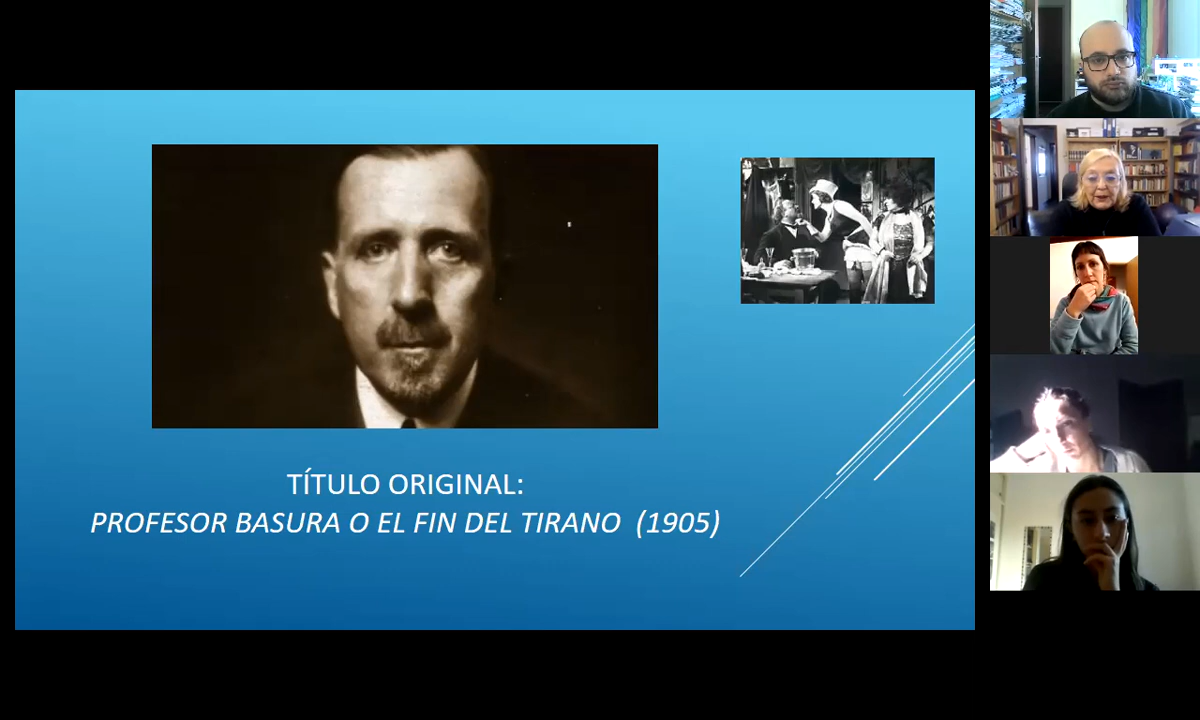 TÍTULO ORIGINAL:
PROFESOR BASURA O EL FIN DEL TIRANO (1905)